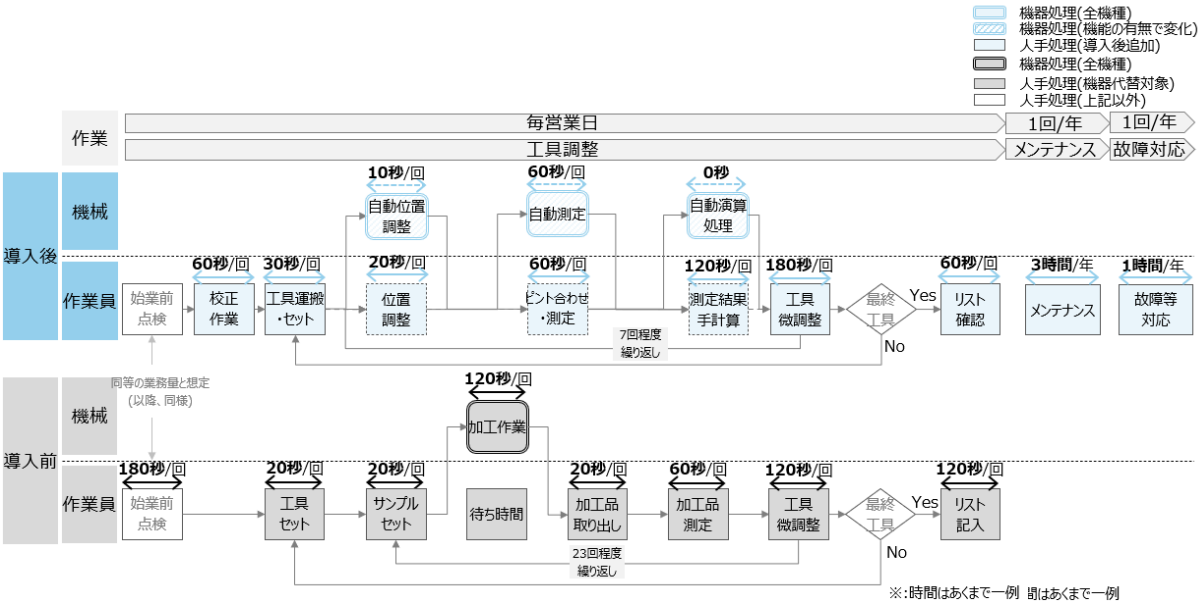 機器処理(全機種)
機器処理(機能の有無で変化)
人手処理(導入後追加)
機器処理(全機種)
人手処理(機器代替対象)
人手処理(上記以外)
作業
毎営業日
1回/年
1回/年
工具調整
メンテナンス
故障対応
導入後
機械
10秒/回
自動位置
調整
60秒/回
自動測定
0秒
自動演算
処理
作業員
始業前
点検
60秒/回
校正
作業
30秒/回
工具運搬
・セット
20秒/回
位置
調整
60秒/回
ピント合わせ
・測定
120秒/回
測定結果
手計算
180秒/回
工具
微調整
最終
工具
Yes
No
60秒/回
リスト
確認
3時間/年
メンテナンス
1時間/年
故障等
対応
7回程度
繰り返し
同等の業務量と想定
(以降、同様)
導入前
機械
120秒/回
加工作業
作業員
180秒/回
始業前
点検
20秒/回
工具
セット
20秒/回
サンプル
セット
待ち時間
20秒/回
加工品
取り出し
60秒/回
加工品
測定
120秒/回
工具
微調整
最終
工具
Yes
No
120秒/回
リスト
記入
23回程度
繰り返し
※:時間はあくまで一例
間はあくまで一例